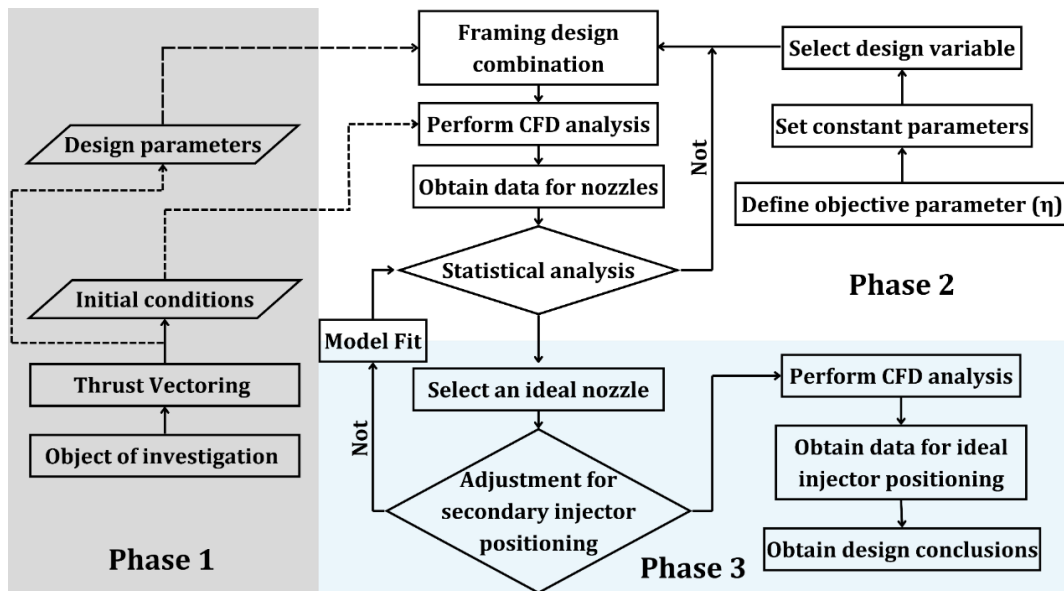 Design parameters
Initial conditions
Thrust Vectoring
Object of investigation
Phase 1
Framing design
combination
Perform CFD analysis
Obtain data for nozzles
Statistical analysis
Not
Select design variable
Set constant parameters
Define objective parameter (η)
Phase 2
Model Fit
Not
Select an ideal nozzle
Adjustment for
secondary injector
positioning
Perform CFD analysis
Obtain data for ideal
injector positioning
Obtain design conclusions
Phase 3